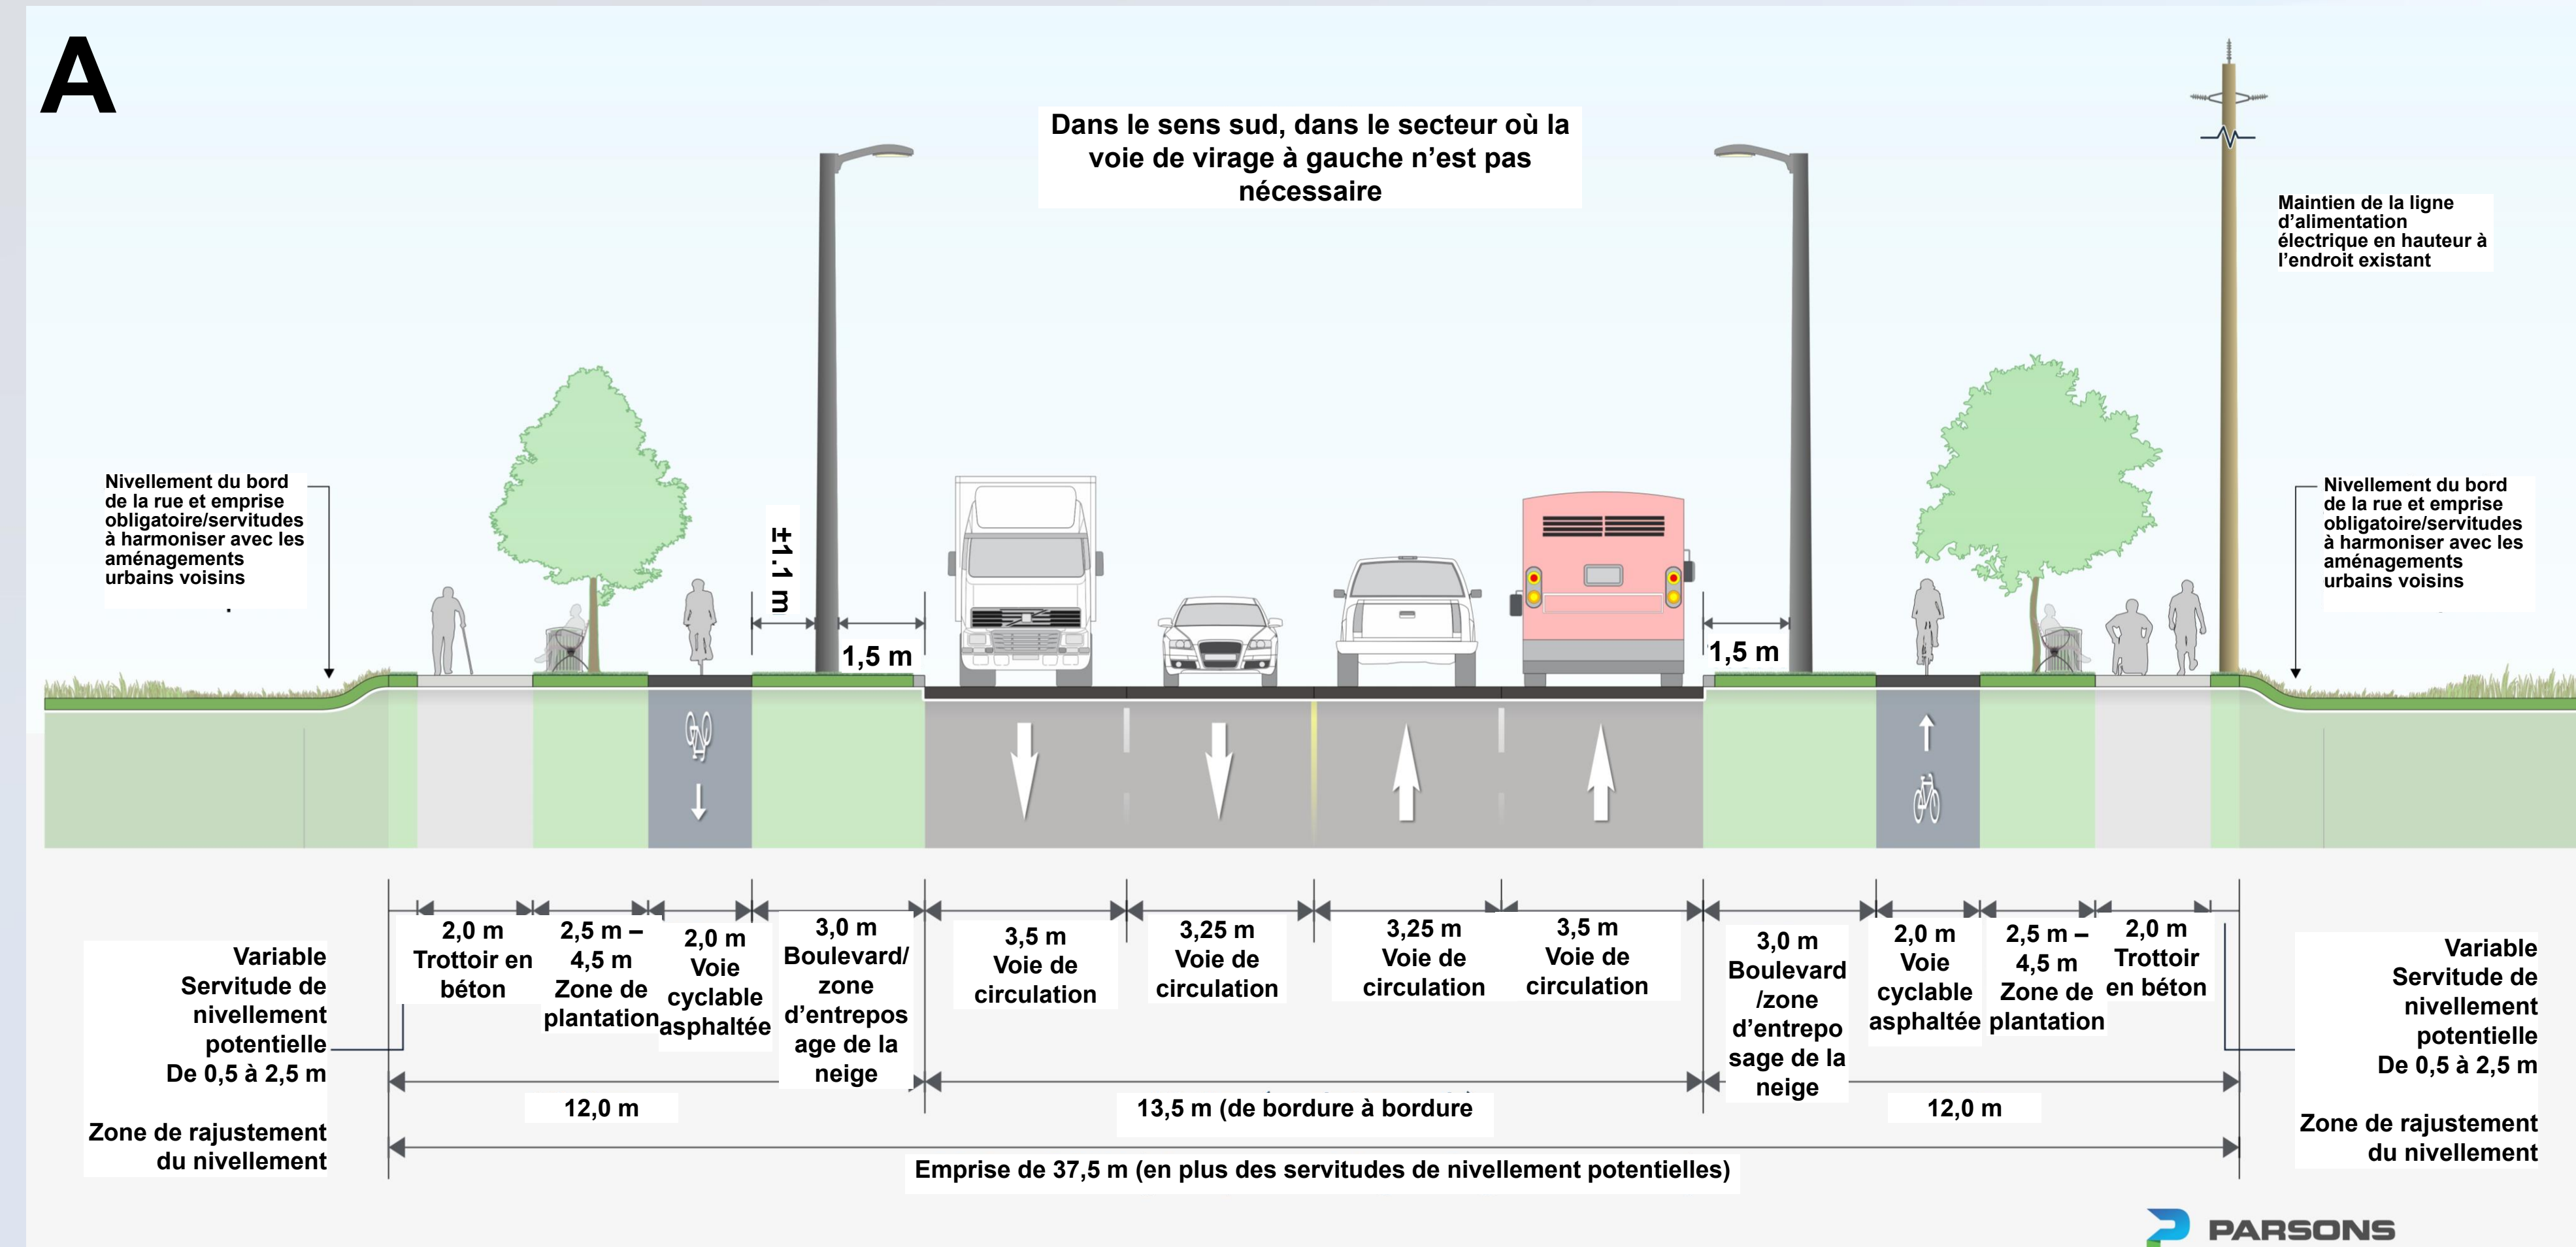 A
Dans le sens sud, dans le secteur où la
voie de virage à gauche n'est pas
nécessaire
Maintien de la ligne
d'alimentation
électrique en hauteur à
l'endroit existant
Nivellement du bord
de la rue et emprise
obligatoire/servitudes
à harmoniser avec les
aménagements
urbains voisins
±1.1 m
1,5 m
1,5 m
Nivellement du bord
de la rue et emprise
obligatoire/servitudes
à harmoniser avec les
aménagements
urbains voisins
Variable
Servitude de
nivellement
potentielle
De 0,5 à 2,5 m
Zone de rajustement
du nivellement
2,0 m
Trottoir en
béton
2,5 m –
4,5 m
Zone de
plantation
2,0 m
Voie
cyclable
asphaltée
3,0 m
Boulevard/
zone
d'entrepos
age de la
neige
3,5 m
Voie de
circulation
3,25 m
Voie de
circulation
3,25 m
Voie de
circulation
3,5 m
Voie de
circulation
3,0 m
Boulevard
/zone
d'entrepo
sage de la
neige
2,0 m
Voie
cyclable
asphaltée
2,5 m –
4,5 m
Zone de
plantation
2,0 m
Trottoir
en béton
Variable
Servitude de
nivellement
potentielle
De 0,5 à 2,5 m
Zone de rajustement
du nivellement
12,0 m
13,5 m (de bordure à bordure
12,0 m
Emprise de 37,5 m (en plus des servitudes de nivellement potentielles)
PARSONS